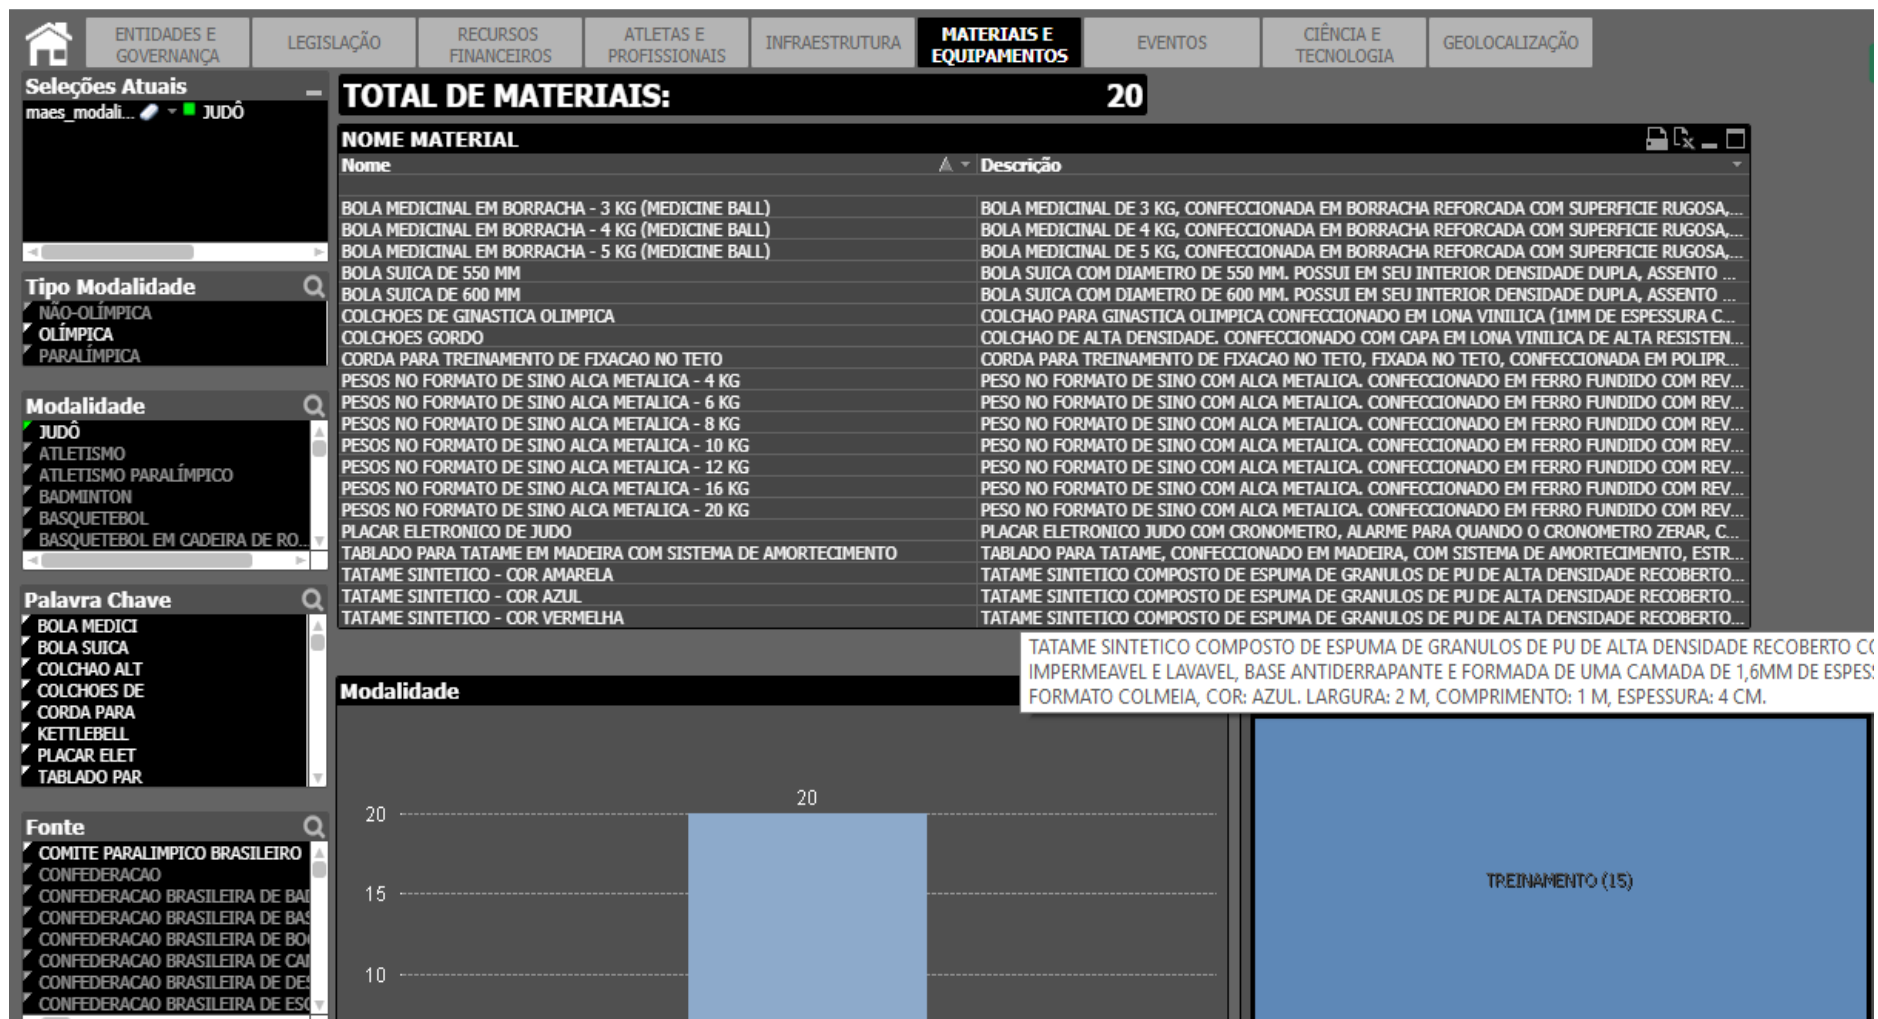 ENTIDADES E
GOVERNANÇA
LEGISLAÇÃO
RECURSOS
FINANCEIROS
ATLETAS E
PROFISSIONAIS
INFRAESTRUTURA
MATERIAIS E
EQUIPAMENTOS
EVENTOS
CIÊNCIA E
TECNOLOGIA
GEOLOCALIZAÇÃO
Seleções Atuais
maes_modali... JUDÔ
TOTAL DE MATERIAIS: 20
NOME MATERIAL
Nome Descrição
BOLA MEDICINAL EM BORRACHA - 3 KG (MEDICINE BALL) BOLA MEDICINAL DE 3 KG, CONFECCIONADA EM BORRACHA REFORCADA COM SUPERFICIE RUGOSA,...
BOLA MEDICINAL EM BORRACHA - 4 KG (MEDICINE BALL) BOLA MEDICINAL DE 4 KG, CONFECCIONADA EM BORRACHA REFORCADA COM SUPERFICIE RUGOSA,...
BOLA MEDICINAL EM BORRACHA - 5 KG (MEDICINE BALL) BOLA MEDICINAL DE 5 KG, CONFECCIONADA EM BORRACHA REFORCADA COM SUPERFICIE RUGOSA,...
BOLA SUICA DE 550 MM BOLA SUICA COM DIAMETRO DE 550 MM. POSSUI EM SEU INTERIOR DENSIDADE DUPLA, ASSENTO ...
BOLA SUICA DE 600 MM BOLA SUICA COM DIAMETRO DE 600 MM. POSSUI EM SEU INTERIOR DENSIDADE DUPLA, ASSENTO ...
COLCHOES DE GINASTICA OLIMPICA COLCHAO PARA GINASTICA OLIMPICA CONFECCIONADO EM LONA VINILICA (1MM DE ESPESSURA C...
COLCHOES GORDO COLCHAO DE ALTA DENSIDADE. CONFECCIONADO COM CAPA EM LONA VINILICA DE ALTA RESISTEN...
CORDA PARA TREINAMENTO DE FIXACAO NO TETO CORDA PARA TREINAMENTO DE FIXACAO NO TETO, FIXADA NO TETO, CONFECCIONADA EM POLIPR...
PESOS NO FORMATO DE SINO ALCA METALICA - 4 KG PESO NO FORMATO DE SINO COM ALCA METALICA. CONFECCIONADO EM FERRO FUNDIDO COM REV...
PESOS NO FORMATO DE SINO ALCA METALICA - 6 KG PESO NO FORMATO DE SINO COM ALCA METALICA. CONFECCIONADO EM FERRO FUNDIDO COM REV...
PESOS NO FORMATO DE SINO ALCA METALICA - 8 KG PESO NO FORMATO DE SINO COM ALCA METALICA. CONFECCIONADO EM FERRO FUNDIDO COM REV...
PESOS NO FORMATO DE SINO ALCA METALICA - 10 KG PESO NO FORMATO DE SINO COM ALCA METALICA. CONFECCIONADO EM FERRO FUNDIDO COM REV...
PESOS NO FORMATO DE SINO ALCA METALICA - 12 KG PESO NO FORMATO DE SINO COM ALCA METALICA. CONFECCIONADO EM FERRO FUNDIDO COM REV...
PESOS NO FORMATO DE SINO ALCA METALICA - 16 KG PESO NO FORMATO DE SINO COM ALCA METALICA. CONFECCIONADO EM FERRO FUNDIDO COM REV...
PESOS NO FORMATO DE SINO ALCA METALICA - 20 KG PESO NO FORMATO DE SINO COM ALCA METALICA. CONFECCIONADO EM FERRO FUNDIDO COM REV...
PLACAR ELETRONICO DE JUDO PLACAR ELETRONICO JUDO COM CRONOMETRO, ALARME PARA QUANDO O CRONOMETRO ZERAR, C...
TABLADO PARA TATAME EM MADEIRA COM SISTEMA DE AMORTECIMENTO TABLADO PARA TATAME, CONFECCIONADO EM MADEIRA, COM SISTEMA DE AMORTECIMENTO, ESTR...
TATAME SINTETICO - COR AMARELA TATAME SINTETICO COMPOSTO DE ESPUMA DE GRANULOS DE PU DE ALTA DENSIDADE RECOBERTO...
TATAME SINTETICO - COR AZUL TATAME SINTETICO COMPOSTO DE ESPUMA DE GRANULOS DE PU DE ALTA DENSIDADE RECOBERTO...
TATAME SINTETICO - COR VERMELHA TATAME SINTETICO COMPOSTO DE ESPUMA DE GRANULOS DE PU DE ALTA DENSIDADE RECOBERTO...
TATAME SINTETICO COMPOSTO DE ESPUMA DE GRANULOS DE PU DE ALTA DENSIDADE RECOBERTO CO
IMPERMEAVEL E LAVAVEL, BASE ANTIDERRAPANTE E FORMADA DE UMA CAMADA DE 1,6MM DE ESPES
FORMATO COLMEIA, COR: AZUL. LARGURA: 2 M, COMPRIMENTO: 1 M, ESPESSURA: 4 CM.
Tipo Modalidade
NÃO-OLÍMPICA
OLÍMPICA
PARALÍMPICA
Modalidade
JUDÔ
ATLETISMO
ATLETISMO PARALÍMPICO
BADMINTON
BASQUETEBOL
BASQUETEBOL EM CADEIRA DE RO...
Palavra Chave
BOLA MEDICI
BOLA SUICA
COLCHAO ALT
COLCHOES DE
CORDA PARA
KETTLEBELL
PLACAR ELET
TABLADO PAR
Fonte
COMITE PARALIMPICO BRASILEIRO
CONFEDERACAO
CONFEDERACAO BRASILEIRA DE BAD
CONFEDERACAO BRASILEIRA DE BAS
CONFEDERACAO BRASILEIRA DE BO
CONFEDERACAO BRASILEIRA DE CAN
CONFEDERACAO BRASILEIRA DE DES
CONFEDERACAO BRASILEIRA DE ESG
Modalidade
20
20
15
10
TREINAMENTO (15)